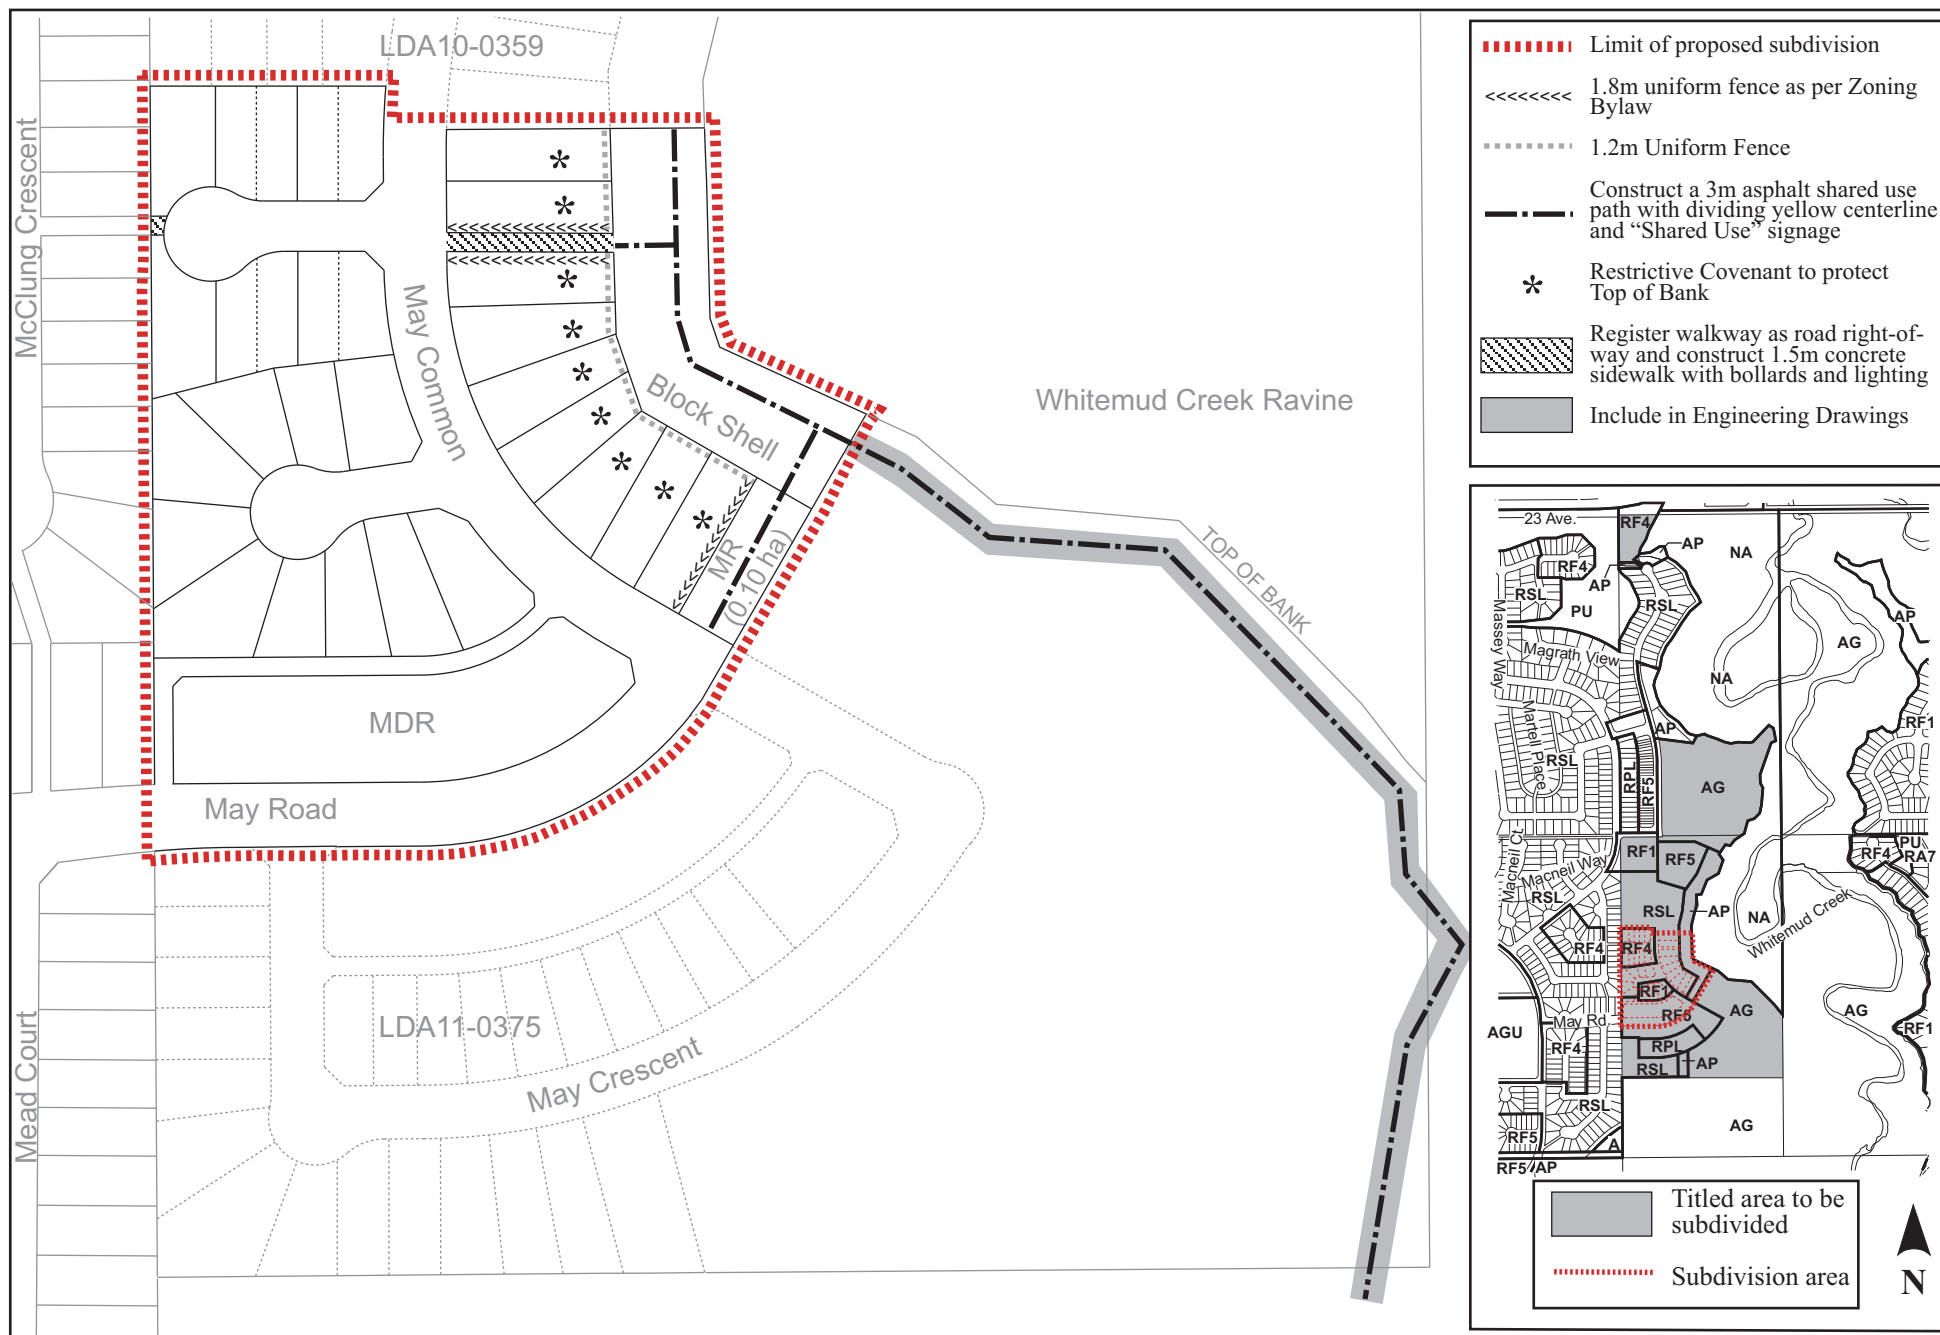 LDA10-0359
McClung Crescent
May Common
Block Shell
Whitemud Creek Ravine
TOP OF BANK
MR
(0.10 ha)
MDR
May Road
LDA11-0375
May Crescent
Mead Court
Limit of proposed subdivision
<<<<<<<< 1.8m uniform fence as per Zoning
Bylaw
1.2m Uniform Fence
Construct a 3m asphalt shared use
path with dividing yellow centerline
and “Shared Use” signage
* Restrictive Covenant to protect
Top of Bank
Register walkway as road right-of-
way and construct 1.5m concrete
sidewalk with bollards and lighting
Include in Engineering Drawings
23 Ave.
RF4
AP
NA
RF4
AP
RSL
RSL
PU
AP
Massey Way
Magrath View
AG
NA
Martell Place
AP
RF1
RSL
RPL
RF5
AG
Macneil Ct.
RF1
RF5
PU
RF4
RA7
Macneil Way
RSL
RSL
AP
NA
Whitemud Creek
RF4
RF4
RF1
AG
AG
RF5
May Rd.
AGU
RF1
RF4
RPL
AP
RSL
RSL
AG
RF5
A
RF5
AP
Titled area to be
subdivided
Subdivision area
N